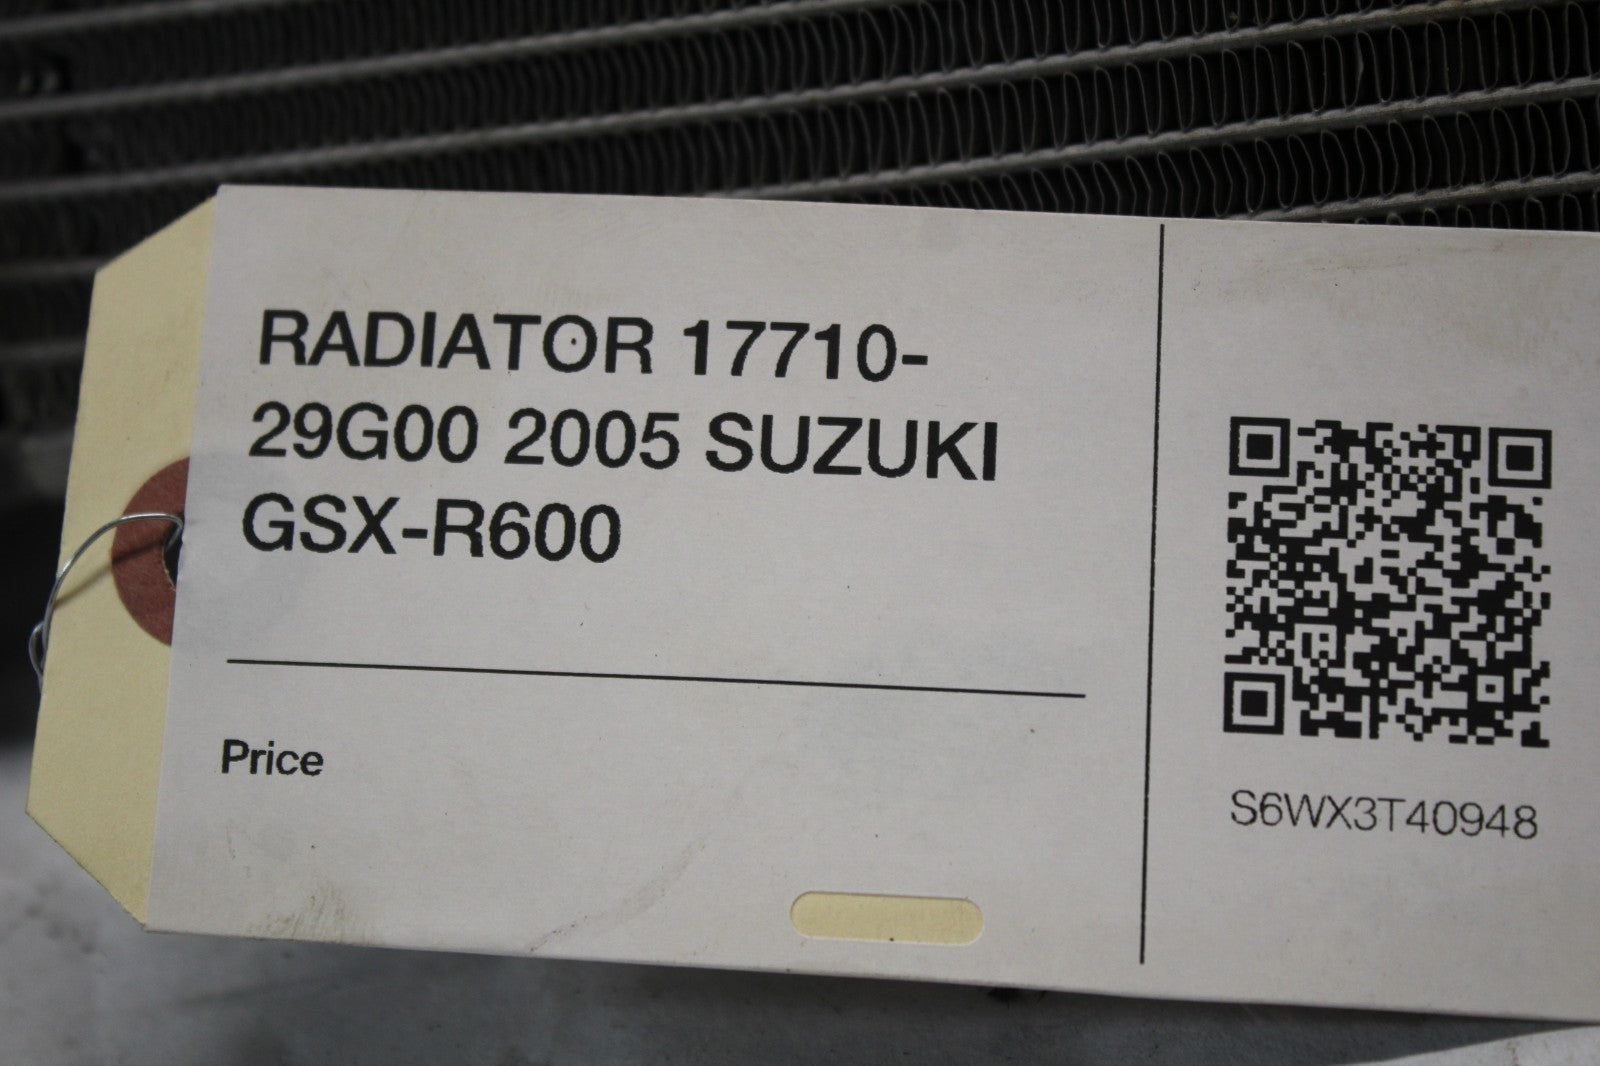 RADIATOR 17710-
29G00 2005 SUZUKI
GSX-R600
Price
S6WX3T40948